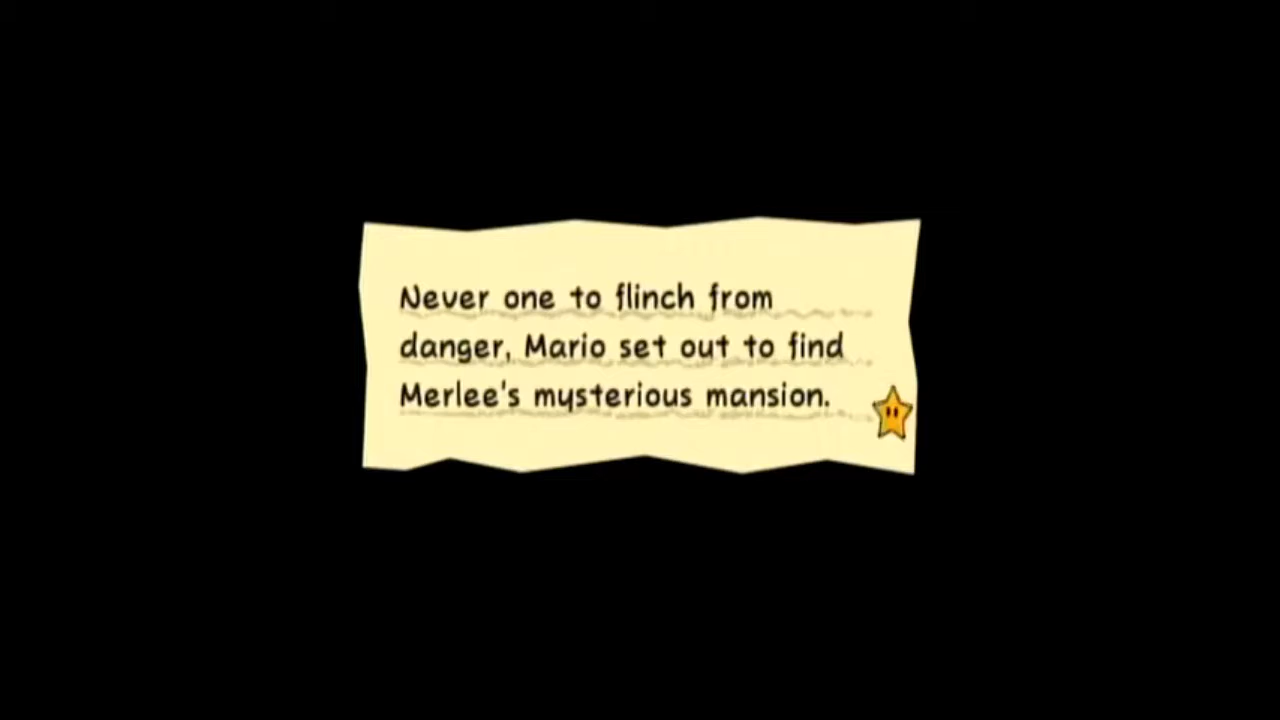 Never one to flinch from
danger, Mario set out to find
Merlee's mysterious mansion.